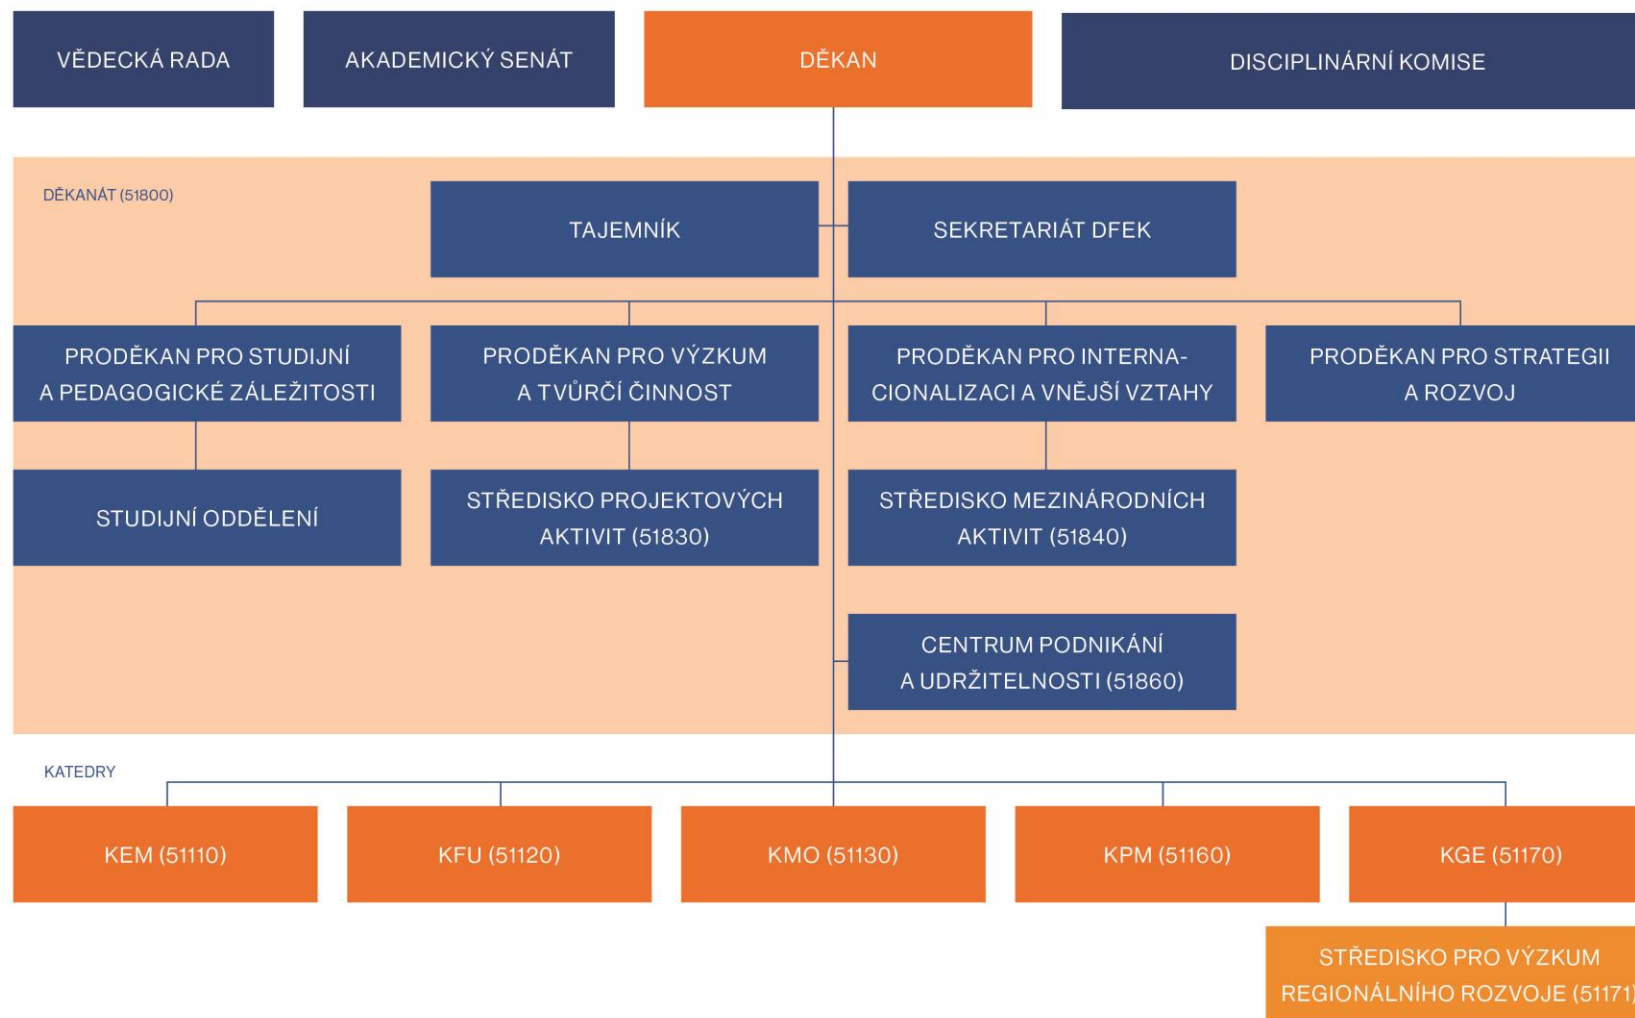 VĚDECKÁ RADA
AKADEMICKÝ SENÁT
DĚKAN
DISCIPLINÁRNÍ KOMISE
DĚKANÁT (51800)
TAJEMNÍK
SEKRETARIÁT DFEK
PRODĚKAN PRO STUDIJNÍ
A PEDAGOGICKÉ ZÁLEŽITOSTI
PRODĚKAN PRO VÝZKUM
A TVŮRČÍ ČINNOST
PRODĚKAN PRO INTERNA-
CIONALIZACI A VNĚJŠÍ VZTAHY
PRODĚKAN PRO STRATEGII
A ROZVOJ
STUDIJNÍ ODDĚLENÍ
STŘEDISKO PROJEKTOVÝCH
AKTIVIT (51830)
STŘEDISKO MEZINÁRODNÍCH
AKTIVIT (51840)
CENTRUM PODNIKÁNÍ
A UDRŽITELNOSTI (51860)
KATEDRY
KEM (51110)
KFU (51120)
KMO (51130)
KPM (51160)
KGE (51170)
STŘEDISKO PRO VÝZKUM
REGIONÁLNÍHO ROZVOJE (51171)